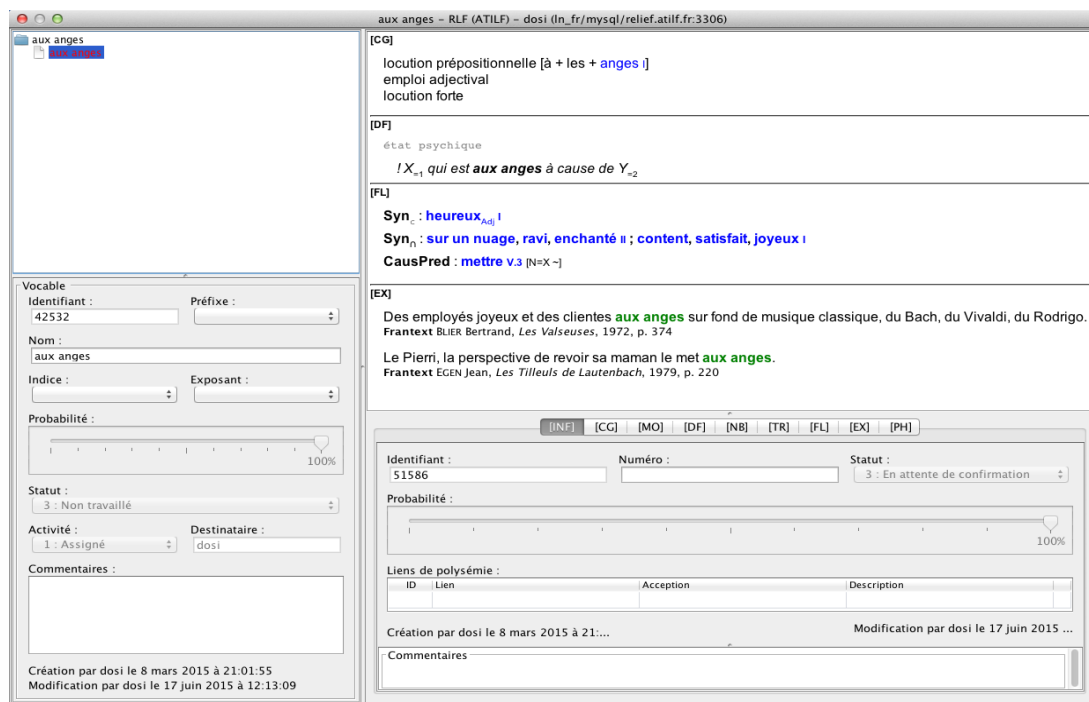 aux anges – RLF (ATILF) – dosi (ln_fr/mysql/relief.atilf.fr:3306)
aux anges
aux anges
[CG]
locution prépositionnelle [à + les + anges I]
emploi adjectival
locution forte
[DF]
état psychique
! X=1 qui est aux anges à cause de Y=2
[FL]
Syn⊂ : heureux Adj I
Syn∩ : sur un nuage, ravi, enchanté II ; content, satisfait, joyeux I
CausPred : mettre V.3 [N=X ~]
[EX]
Des employés joyeux et des clientes aux anges sur fond de musique classique, du Bach, du Vivaldi, du Rodrigo.
Frantext BLIER Bertrand, Les Valseuses, 1972, p. 374
Le Pierri, la perspective de revoir sa maman le met aux anges.
Frantext EGEN Jean, Les Tilleuls de Lautenbach, 1979, p. 220
Vocable
Identifiant : Préfixe :
42532
Nom :
aux anges
Indice : Exposant :
Probabilité :
100%
Statut :
3 : Non travaillé
Activité : Destinataire :
1 : Assigné dosi
Commentaires :
Création par dosi le 8 mars 2015 à 21:01:55
Modification par dosi le 17 juin 2015 à 12:13:09
[INF] [CG] [MO] [DF] [NB] [TR] [FL] [EX] [PH]
Identifiant : Numéro : Statut :
51586 3 : En attente de confirmation
Probabilité :
100%
Liens de polysémie :
ID Lien Acception Description
Création par dosi le 8 mars 2015 à 21:... Modification par dosi le 17 juin 2015 ...
Commentaires